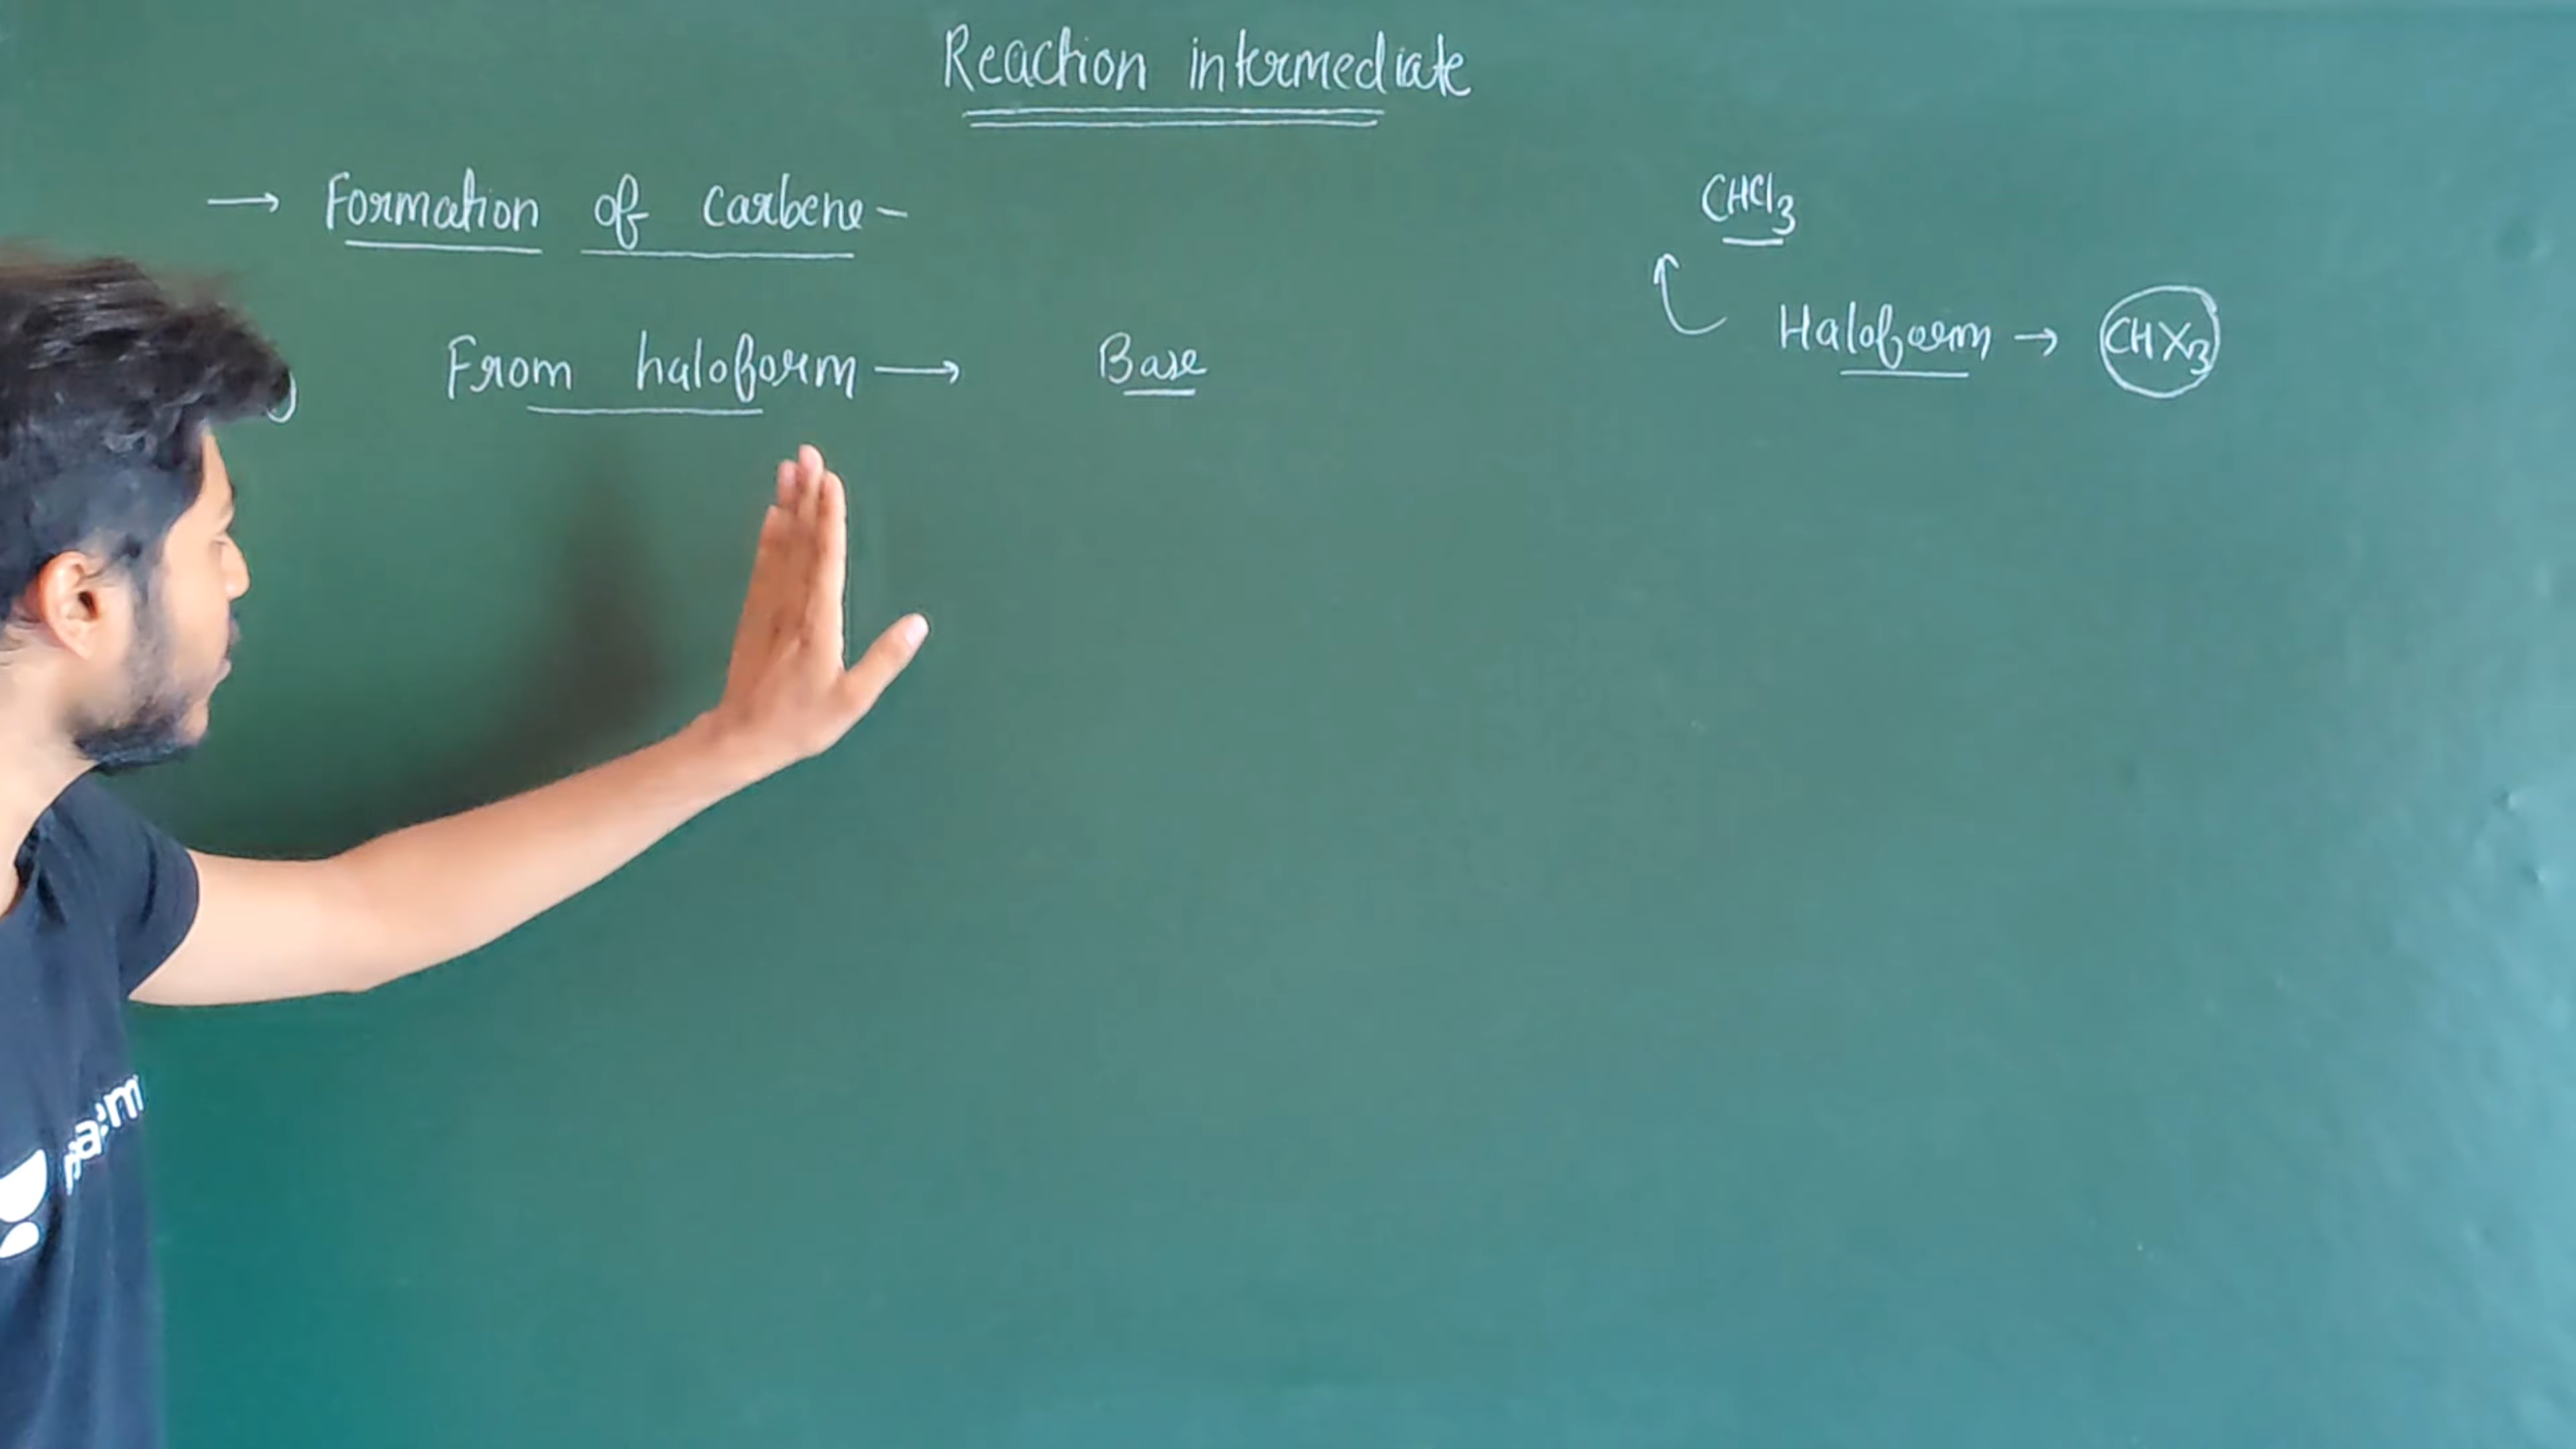 Reaction intermediate
→ Formation of carbene -
CHCl3
Haloform → CHX3
From haloform → Base